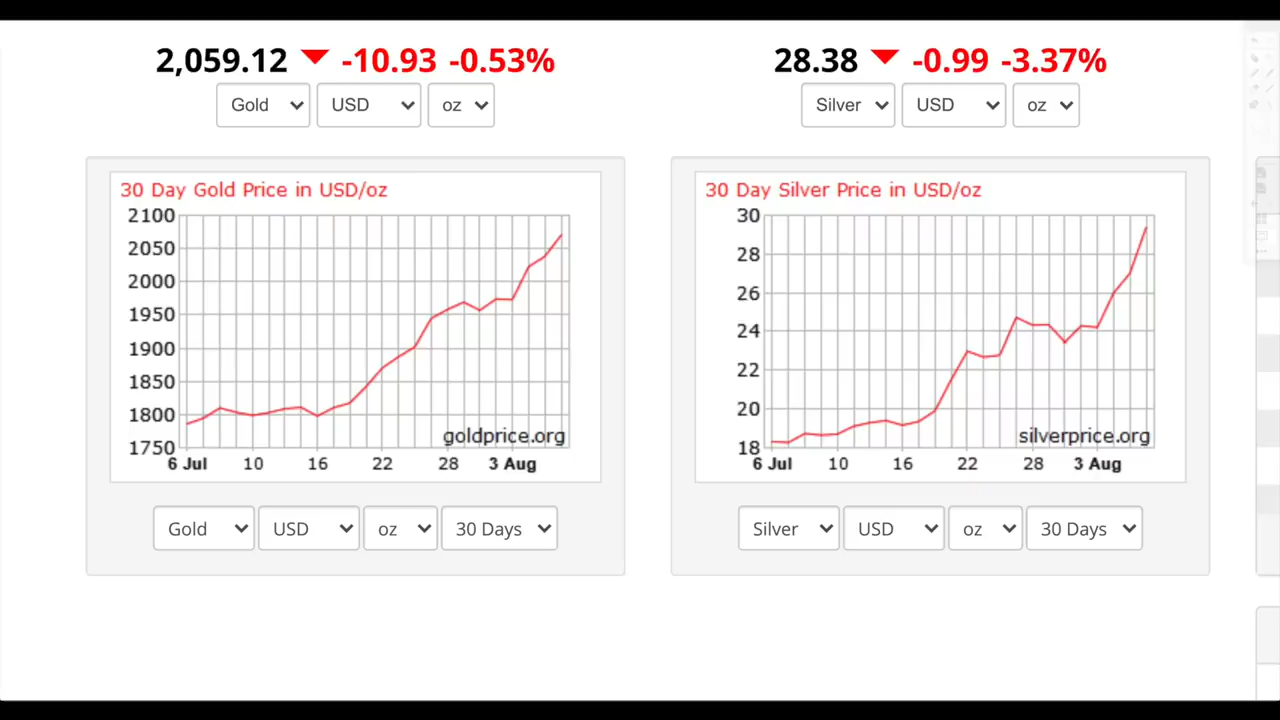 2,059.12 ▼ -10.93 -0.53%
Gold USD oz
30 Day Gold Price in USD/oz
2100
2050
2000
1950
1900
1850
1800
1750
goldprice.org
6 Jul 10 16 22 28 3 Aug
Gold USD oz 30 Days
28.38 ▼ -0.99 -3.37%
Silver USD oz
30 Day Silver Price in USD/oz
30
28
26
24
22
20
18
silverprice.org
6 Jul 10 16 22 28 3 Aug
Silver USD oz 30 Days